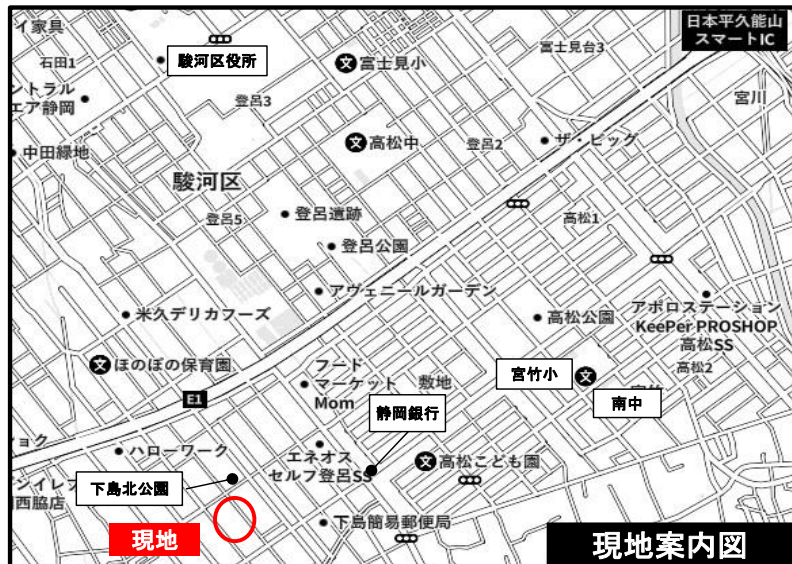 イ家具
石田1
駿河区役所
富士見小
富士見台3
日本平久能山
スマートIC
ントラル
エア静岡
登呂3
宮川
中田緑地
高松中
登呂2
ザ・ビッグ
駿河区
登呂5
登呂遺跡
高松1
登呂公園
アヴェニールガーデン
米久デリカフーズ
高松公園
アポロステーション
KeePer PROSHOP
高松SS
ほのぼの保育園
フード
マーケット
Mom
敷地
宮竹小
高松2
E1
静岡銀行
南中
ショク
ハローワーク
エネオス
セルフ登呂SS
高松こども園
西脇店
下島北公園
現地
下島簡易郵便局
現地案内図